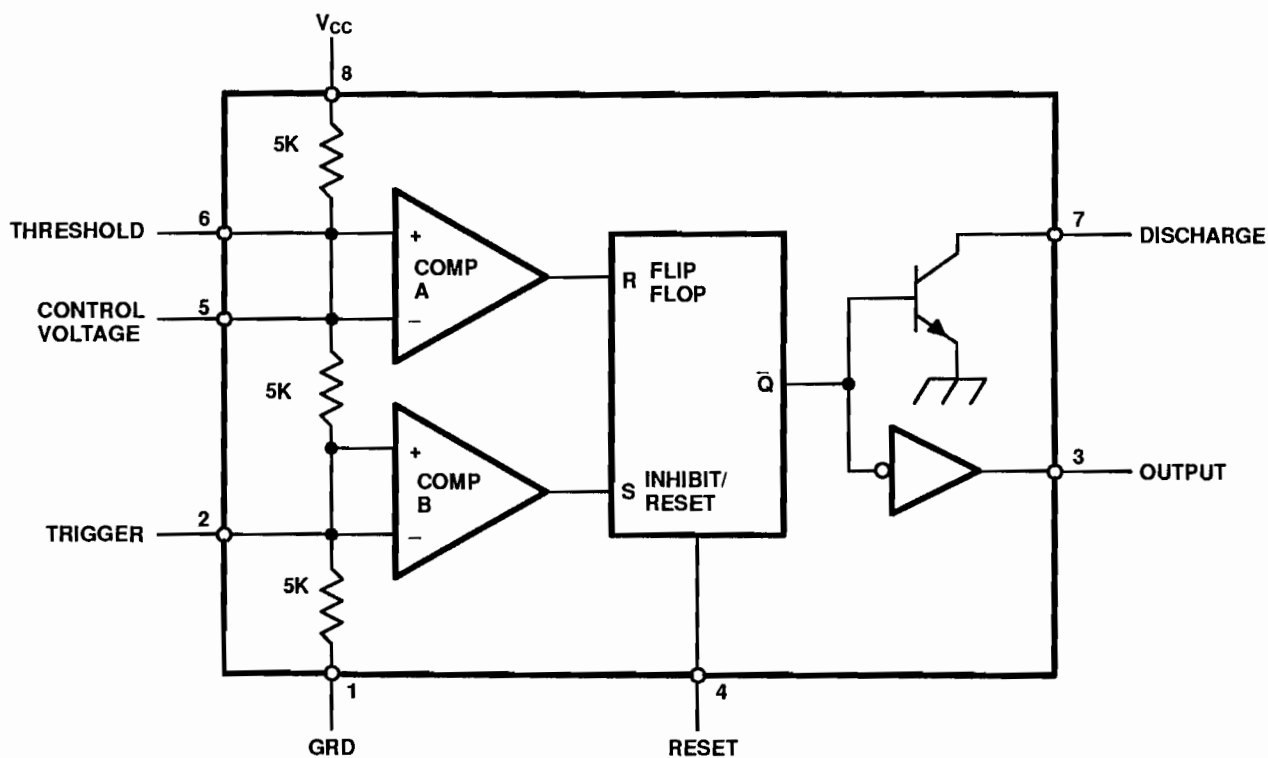 VCC
8
5K
THRESHOLD
6
+
COMP
A
−
CONTROL
VOLTAGE
5
5K
R
FLIP
FLOP
Q̄
7
DISCHARGE
+
COMP
B
−
S
INHIBIT/
RESET
3
OUTPUT
TRIGGER
2
5K
1
GRD
4
RESET